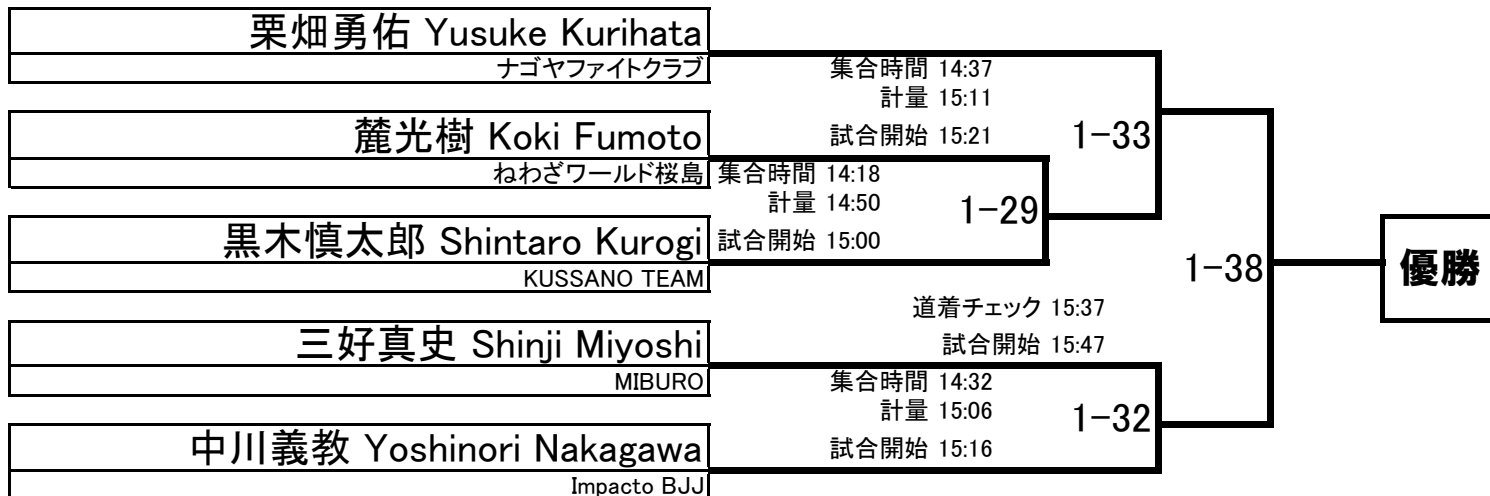 栗畑勇佑 Yusuke Kurihata
ナゴヤファイトクラブ
集合時間 14:37
計量 15:11
試合開始 15:21
1-33
麓光樹 Koki Fumoto
ねわざワールド桜島
集合時間 14:18
計量 14:50
試合開始 15:00
1-29
黒木慎太郎 Shintaro Kurogi
KUSSANO TEAM
道着チェック 15:37
試合開始 15:47
1-38
優勝
三好真史 Shinji Miyoshi
MIBURO
集合時間 14:32
計量 15:06
試合開始 15:16
1-32
中川義教 Yoshinori Nakagawa
Impacto BJJ